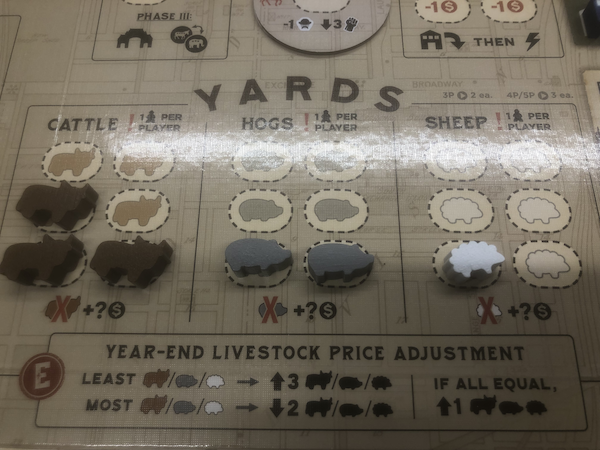 PHASE III
-1 ↓3
-1$ -1$
THEN
BROADWAY
YARDS
3P 2 ea. 4P/5P 3 ea.
CATTLE ! 1 PER PLAYER
HOGS ! 1 PER PLAYER
SHEEP ! 1 PER PLAYER
X +?$
X +?$
X +?$
YEAR-END LIVESTOCK PRICE ADJUSTMENT
E
LEAST / / → ↑3 / /
MOST / / → ↓2 / /
IF ALL EQUAL,
↑1